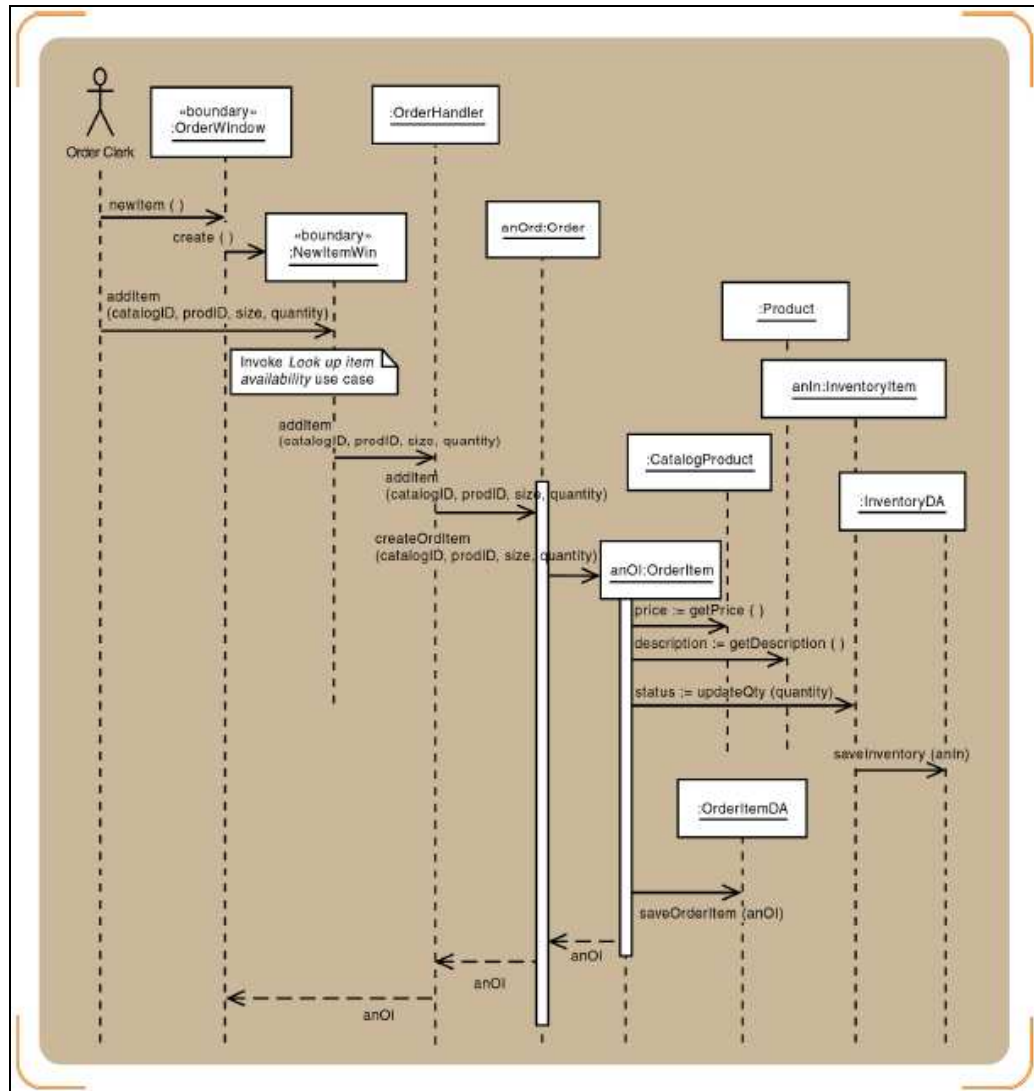 «boundary»
:OrderWindow
:OrderHandler
Order Clerk
newItem ( )
anOrd:Order
create ( )
«boundary»
:NewItemWin
addItem
(catalogID, prodID, size, quantity)
:Product
Invoke Look up item
availability use case
anIn:InventoryItem
addItem
(catalogID, prodID, size, quantity)
:CatalogProduct
addItem
(catalogID, prodID, size, quantity)
:InventoryDA
createOrdItem
(catalogID, prodID, size, quantity)
anOI:OrderItem
price := getPrice ( )
description := getDescription ( )
status := updateQty (quantity)
saveInventory (anIn)
:OrderItemDA
saveOrderItem (anOI)
anOI
anOI
anOI